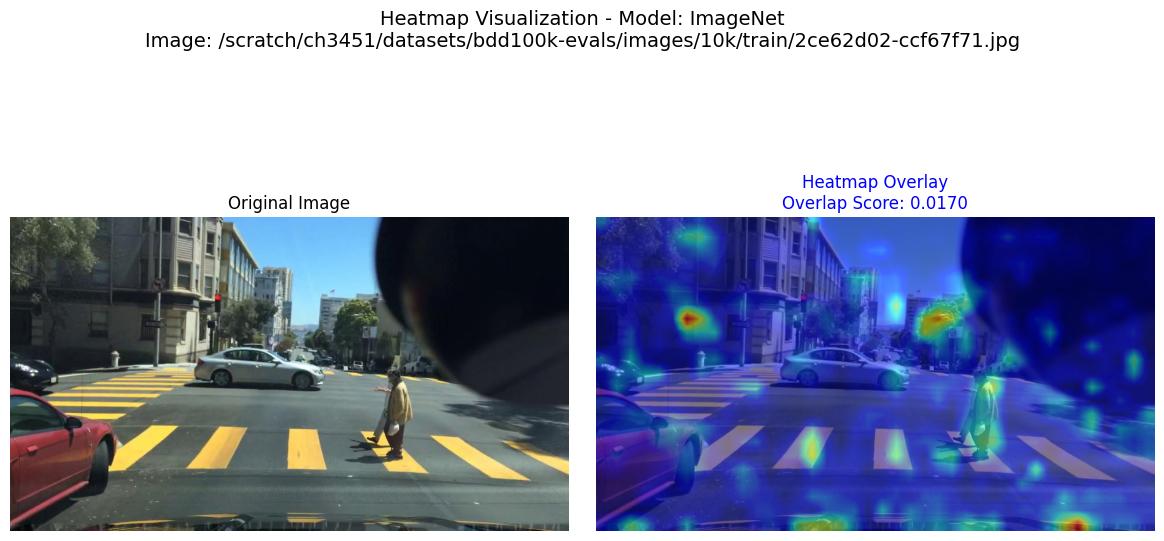 Heatmap Visualization - Model: ImageNet
Image: /scratch/ch3451/datasets/bdd100k-evals/images/10k/train/2ce62d02-ccf67f71.jpg
Original Image
Heatmap Overlay
Overlap Score: 0.0170